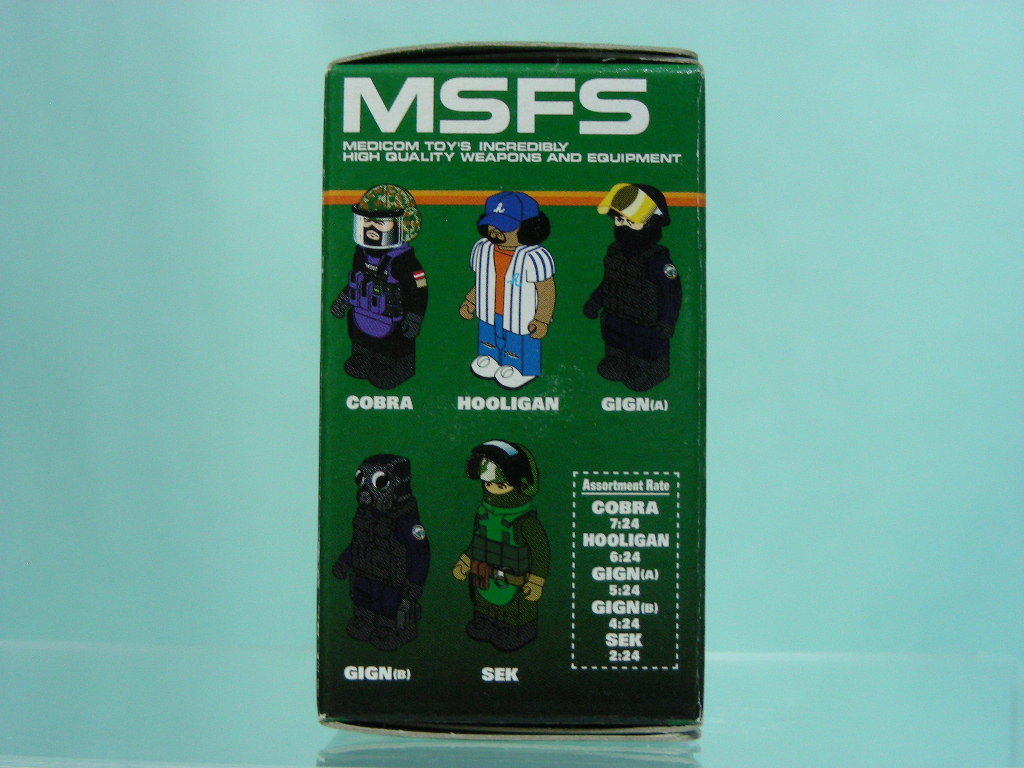 MSFS
MEDICOM TOY'S INCREDIBLY
HIGH QUALITY WEAPONS AND EQUIPMENT
COBRA
HOOLIGAN
GIGN(A)
GIGN(B)
SEK
Assortment Rate
COBRA
7:24
HOOLIGAN
6:24
GIGN(A)
5:24
GIGN(B)
4:24
SEK
2:24